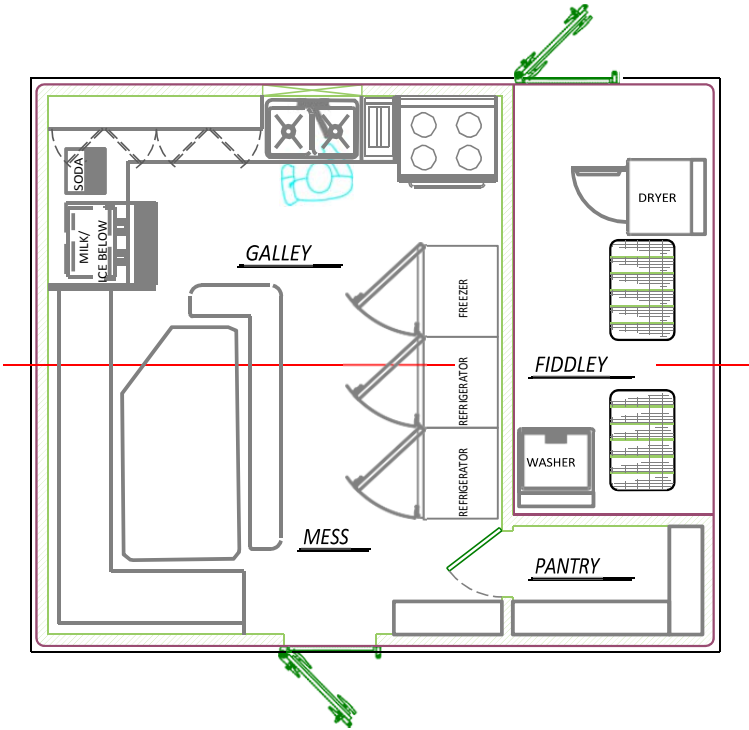 SODA
MILK/
ICE BELOW
GALLEY
DRYER
FREEZER
REFRIGERATOR
FIDDLEY
REFRIGERATOR
WASHER
MESS
PANTRY